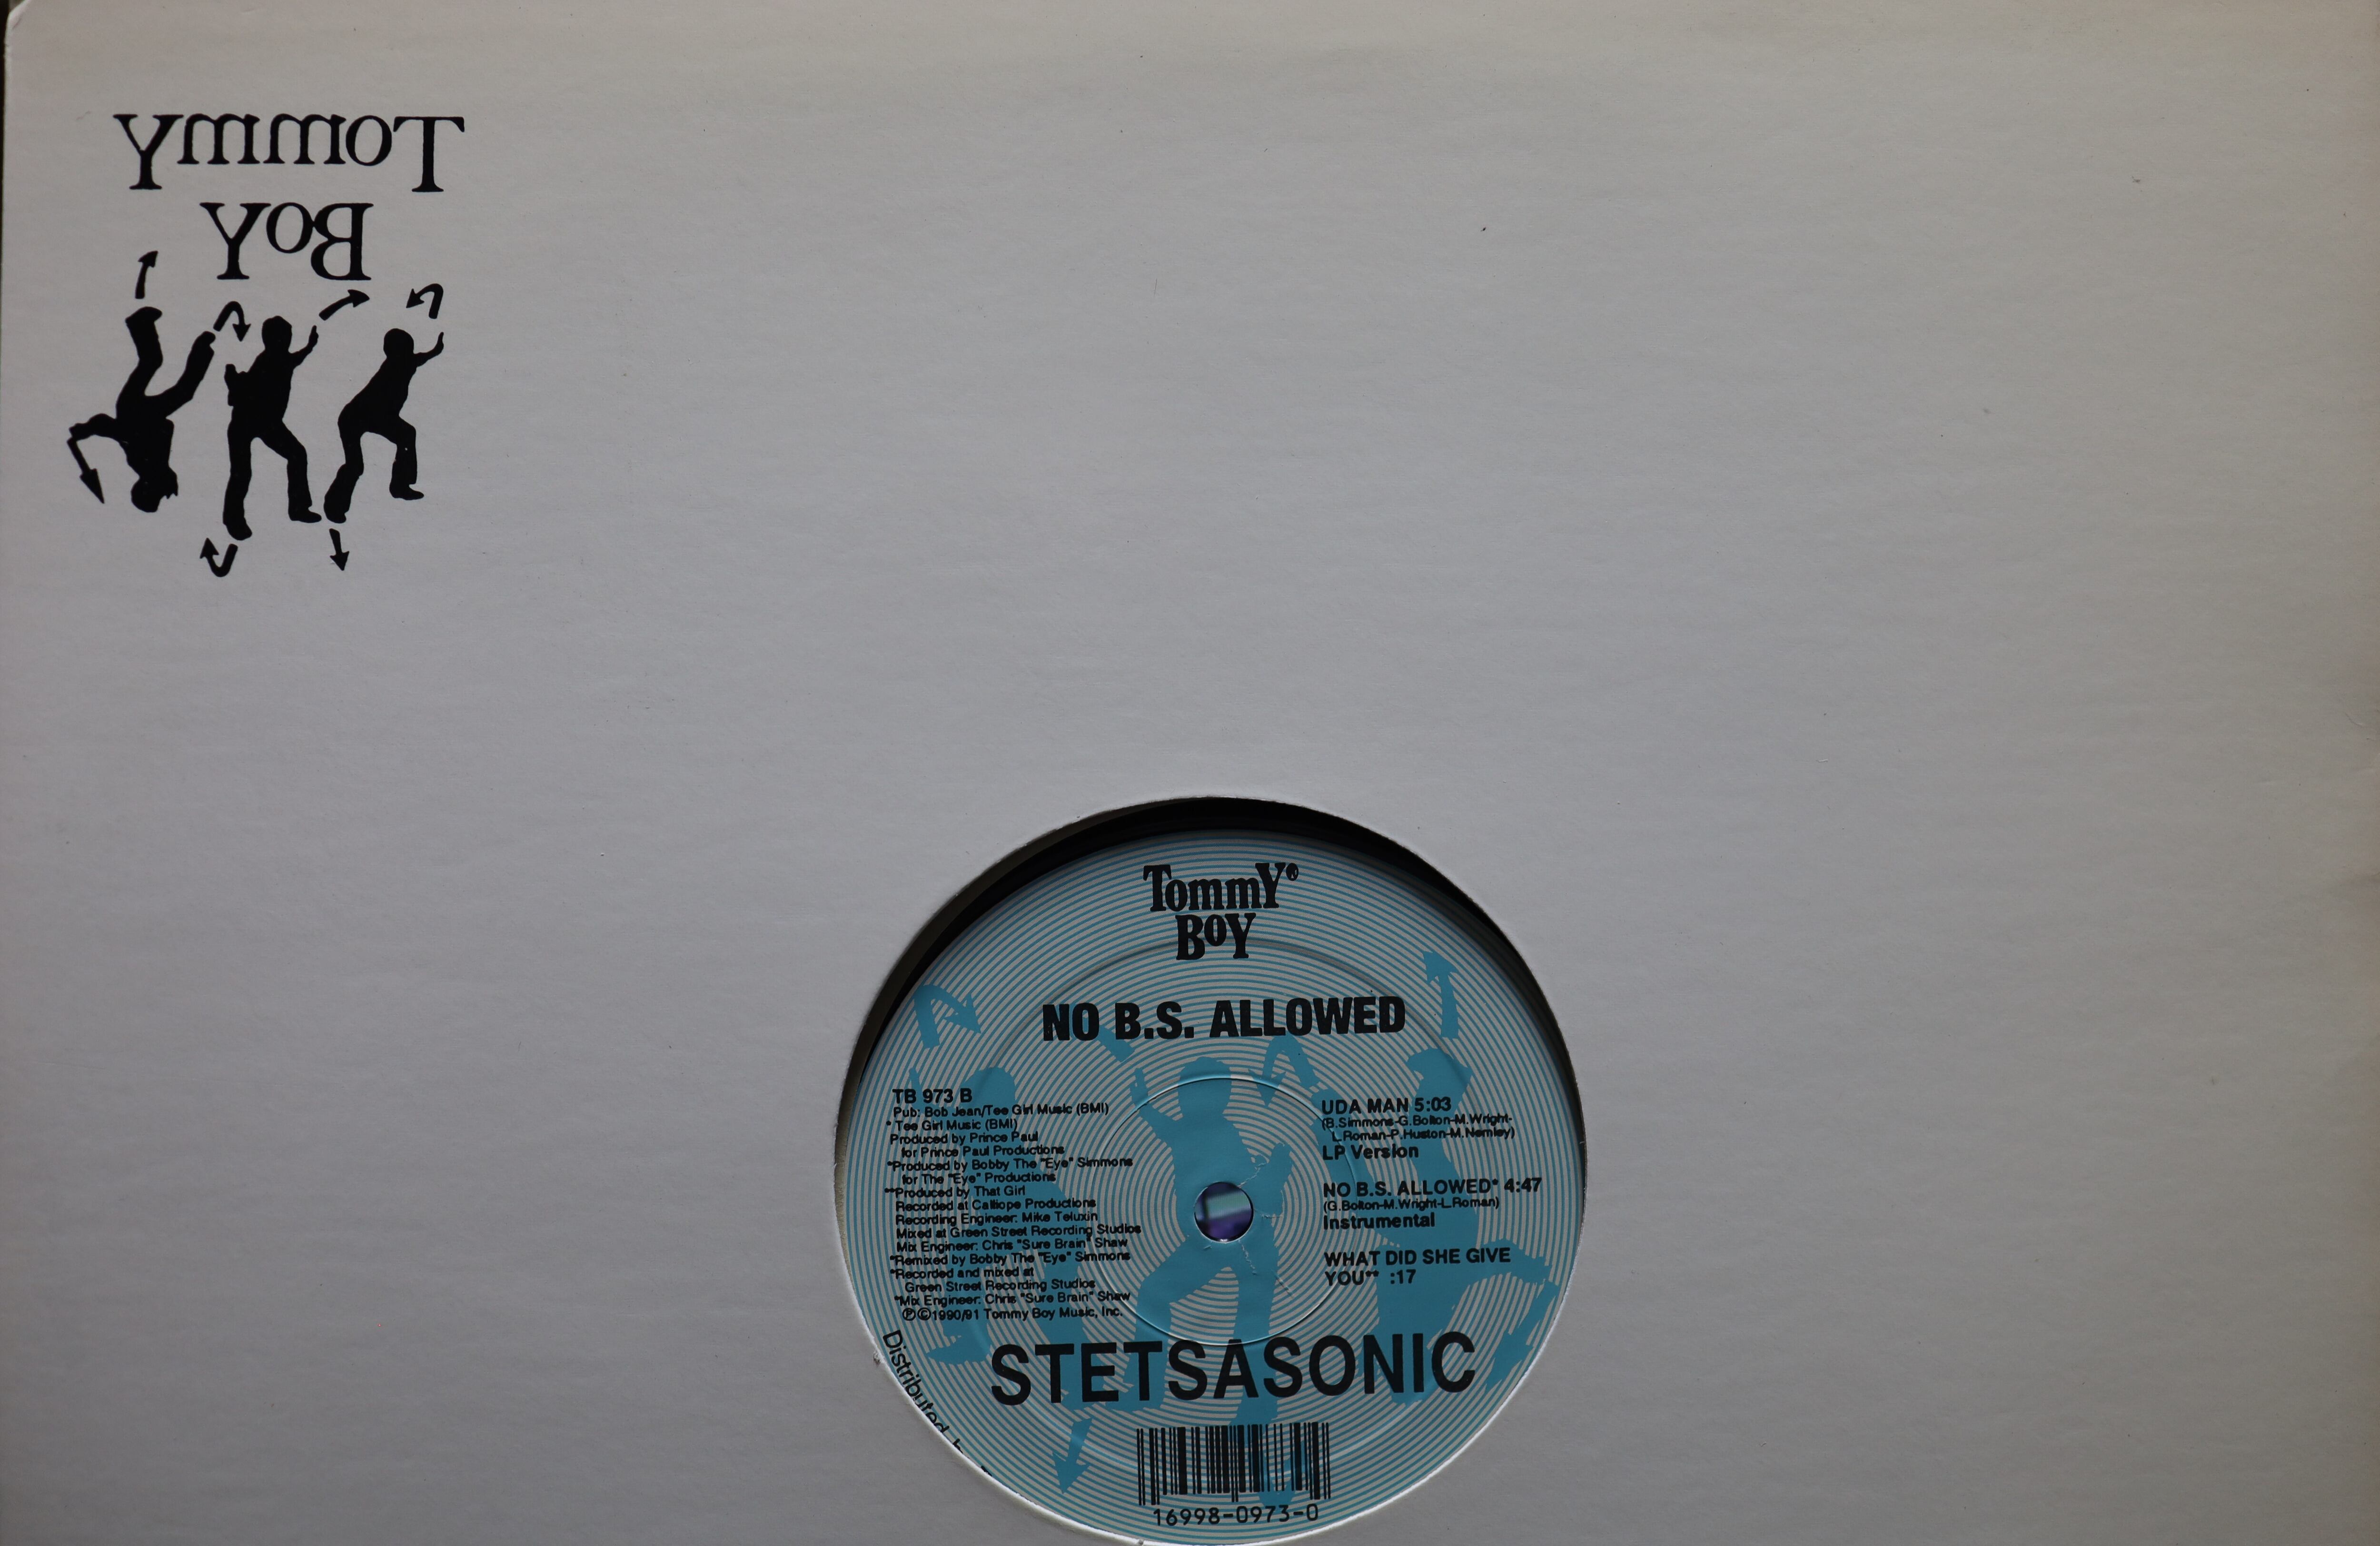 Tommy
Boy
Tommy®
Boy
NO B.S. ALLOWED
TB 973 B
Pub: Bob Jean/Tee Girl Music (BMI)
* Tee Girl Music (BMI)
Produced by Prince Paul
for Prince Paul Productions
*Produced by Bobby The "Eye" Simmons
for The "Eye" Productions
**Produced by That Girl
Recorded at Calliope Productions
Recording Engineer: Mike Teluxin
Mixed at Green Street Recording Studios
Mix Engineer: Chris "Sure Brain" Shaw
*Remixed by Bobby The "Eye" Simmons
*Recorded and mixed at
Green Street Recording Studios
*Mix Engineer: Chris "Sure Brain" Shaw
℗©1990/91 Tommy Boy Music, Inc.
UDA MAN 5:03
(B.Simmons-G.Bolton-M.Wright-
L.Roman-P.Huston-M.Nemley)
LP Version
NO B.S. ALLOWED* 4:47
(G.Bolton-M.Wright-L.Roman)
Instrumental
WHAT DID SHE GIVE
YOU** :17
Distributed
STETSASONIC
16998-0973-0